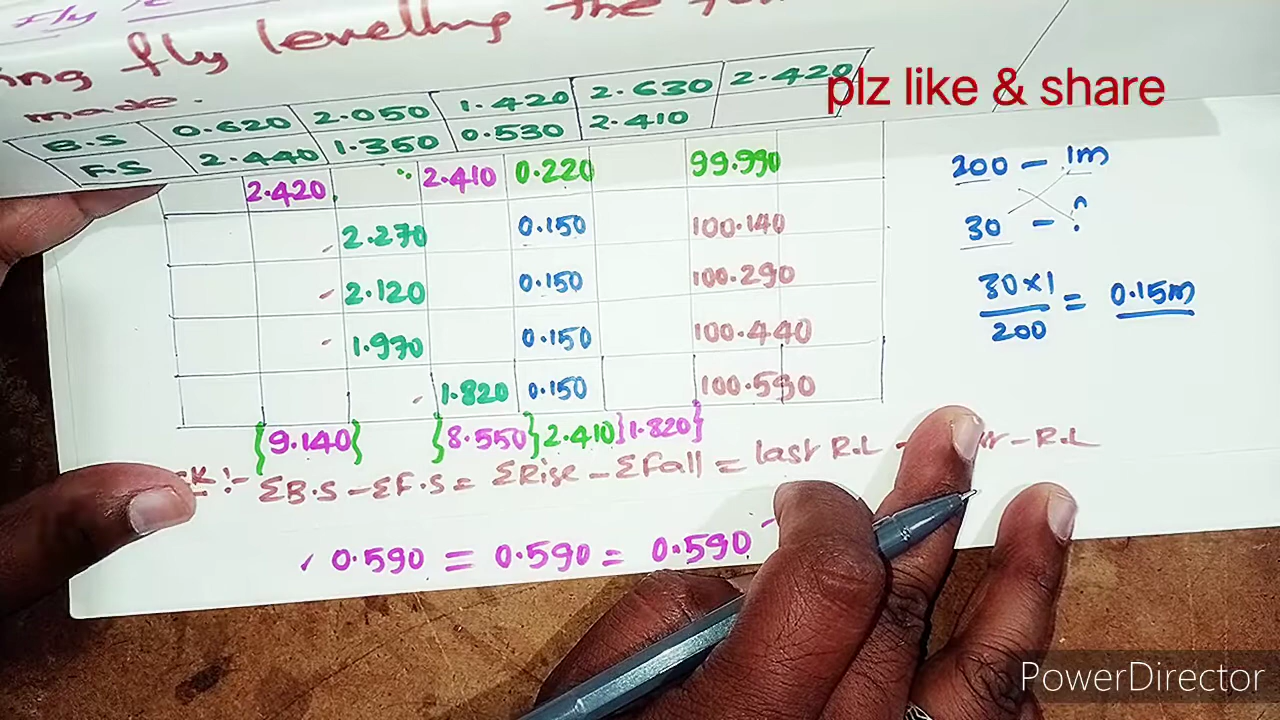 Fly
ing fly levelling the
made.
B.S 0.620 2.050 1.420 2.630 2.420
F.S 2.440 1.350 0.530 2.410
plz like & share
2.420 2.410 0.220 99.990
2.270 0.150 100.140
2.120 0.150 100.290
1.970 0.150 100.440
1.820 0.150 100.590
{9.140} {8.550} 2.410} 1.820}
:- ΣB.S - ΣF.S = ΣRise - ΣFall = last R.L - R.L
0.590 = 0.590 = 0.590
200 - 1m
30 - ?
30 x 1
200
= 0.15m
PowerDirector